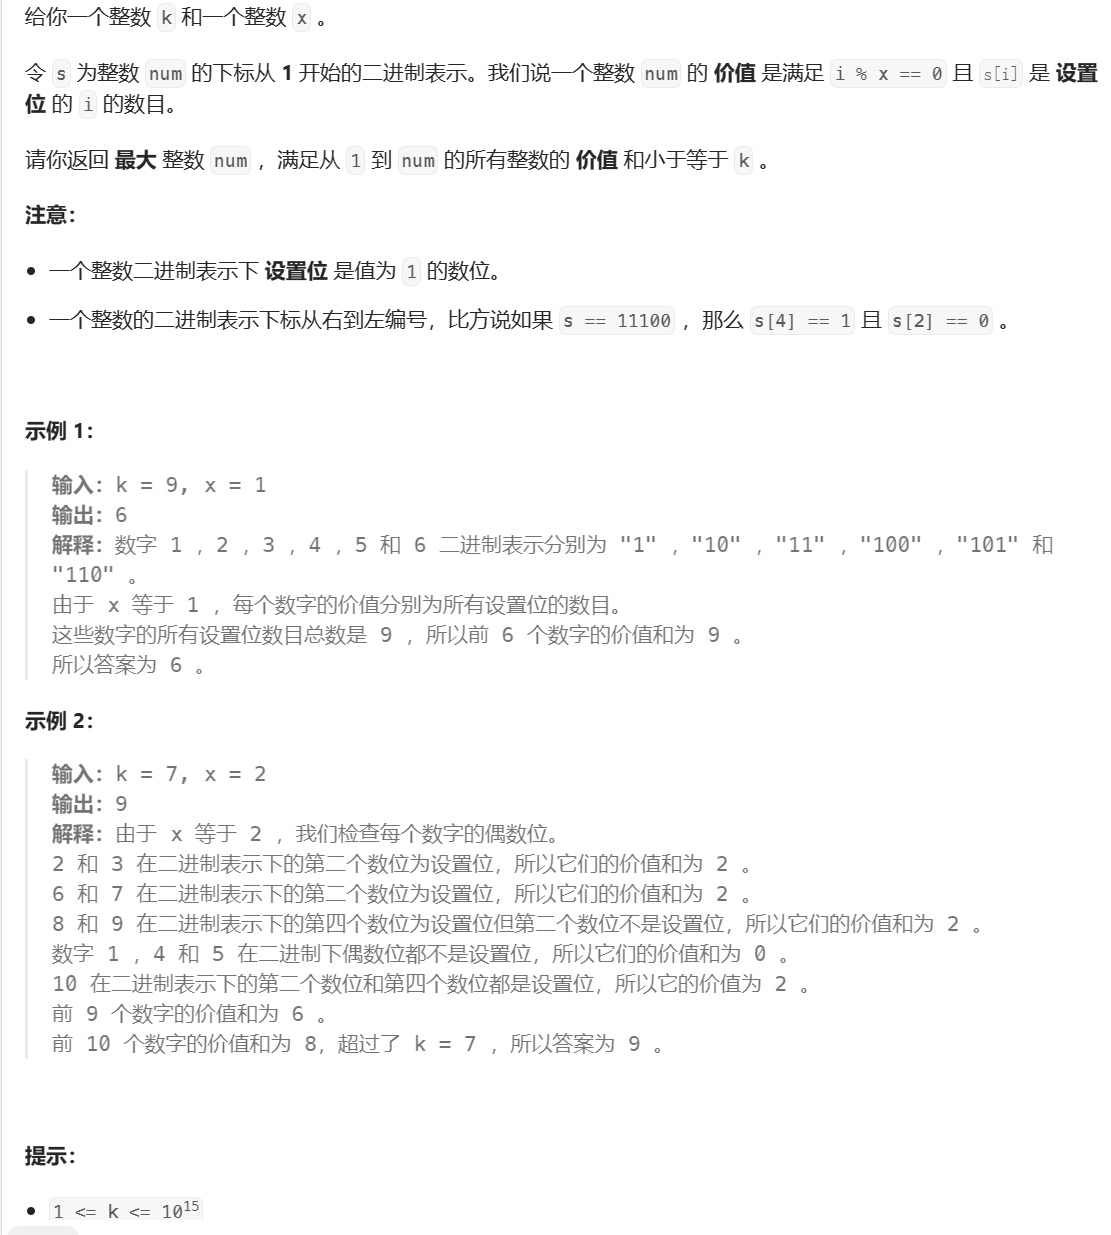 给你一个整数 k 和一个整数 x 。
令 s 为整数 num 的下标从 1 开始的二进制表示。我们说一个整数 num 的 价值 是满足 i % x == 0 且 s[i] 是 设置
位 的 i 的数目。
请你返回 最大 整数 num ，满足从 1 到 num 的所有整数的 价值 和小于等于 k 。
注意：
• 一个整数二进制表示下 设置位 是值为 1 的数位。
• 一个整数的二进制表示下标从右到左编号，比方说如果 s == 11100 ，那么 s[4] == 1 且 s[2] == 0 。
示例 1：
输入：k = 9, x = 1
输出：6
解释：数字 1 ，2 ，3 ，4 ，5 和 6 二进制表示分别为 "1" ，"10" ，"11" ，"100" ，"101" 和
"110" 。
由于 x 等于 1 ，每个数字的价值分别为所有设置位的数目。
这些数字的所有设置位数目总数是 9 ，所以前 6 个数字的价值和为 9 。
所以答案为 6 。
示例 2：
输入：k = 7, x = 2
输出：9
解释：由于 x 等于 2 ，我们检查每个数字的偶数位。
2 和 3 在二进制表示下的第二个数位为设置位，所以它们的价值和为 2 。
6 和 7 在二进制表示下的第二个数位为设置位，所以它们的价值和为 2 。
8 和 9 在二进制表示下的第四个数位为设置位但第二个数位不是设置位，所以它们的价值和为 2 。
数字 1 ，4 和 5 在二进制下偶数位都不是设置位，所以它们的价值和为 0 。
10 在二进制表示下的第二个数位和第四个数位都是设置位，所以它的价值为 2 。
前 9 个数字的价值和为 6 。
前 10 个数字的价值和为 8，超过了 k = 7 ，所以答案为 9 。
提示：
• 1 <= k <= 10^15